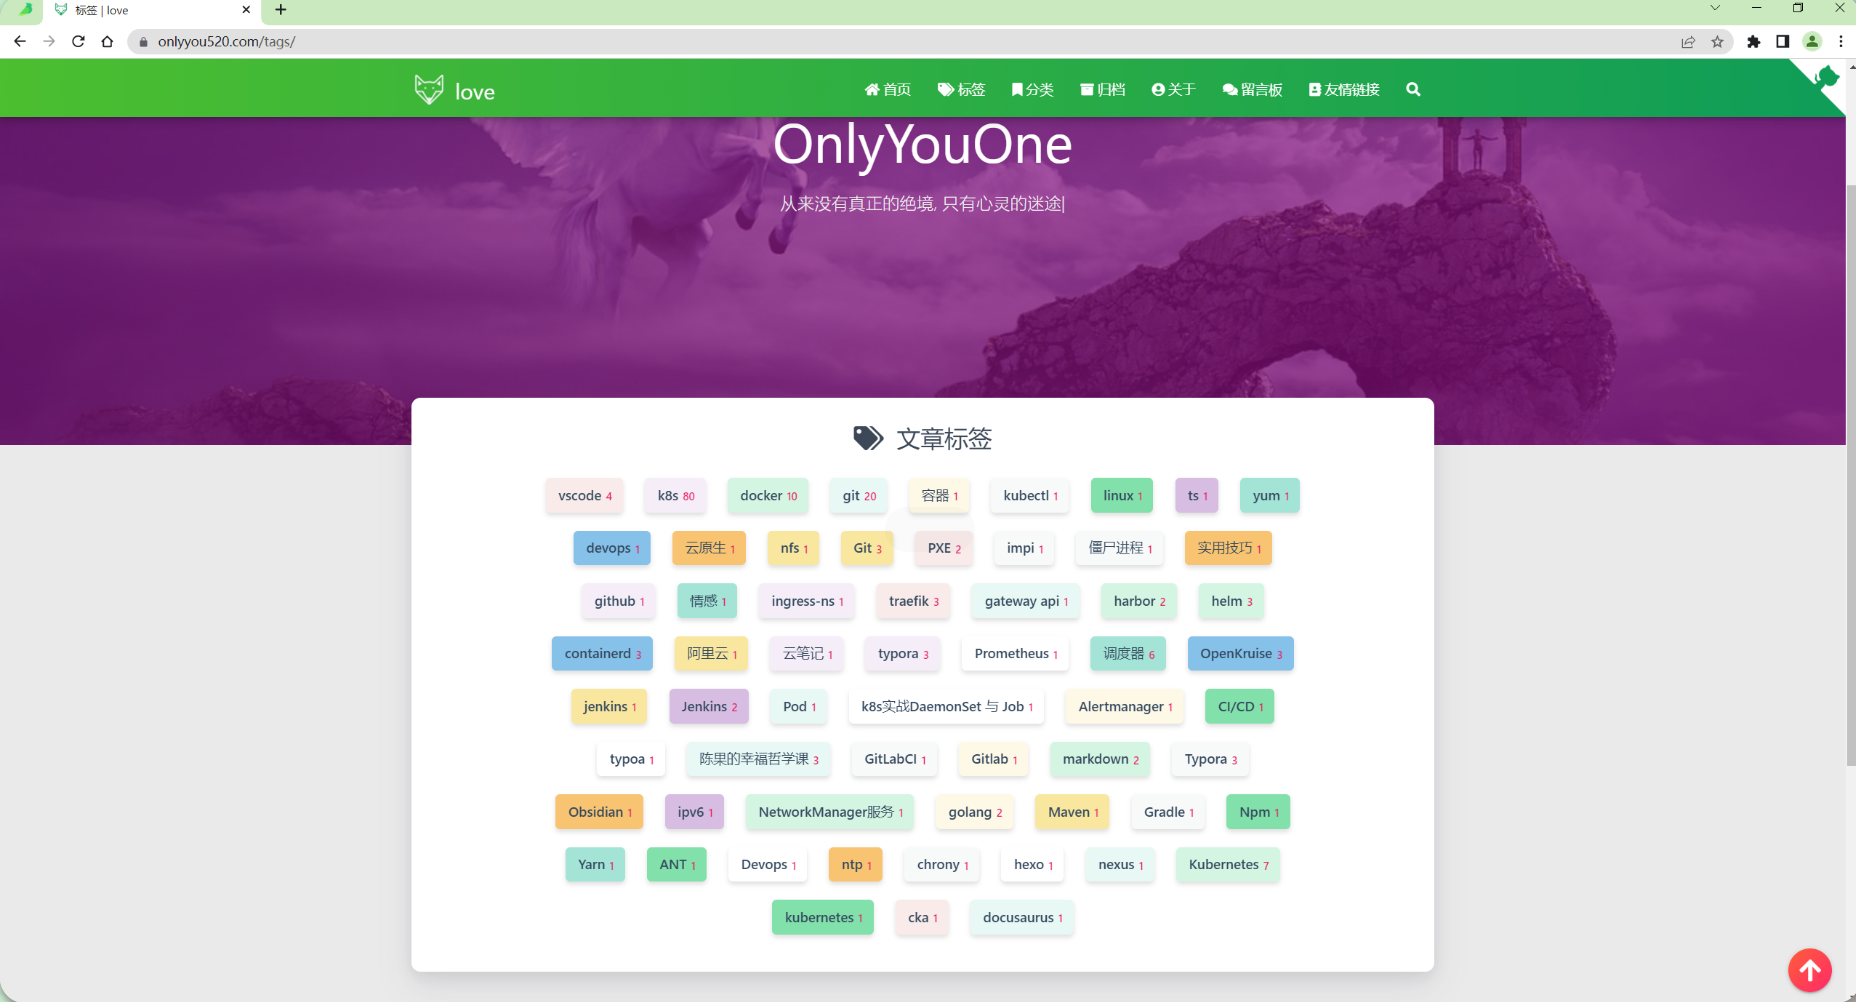 标签 | love
onlyyou520.com/tags/
love 首页 标签 分类 归档 关于 留言板 友情链接
OnlyYouOne
从来没有真正的绝境, 只有心灵的迷途|
文章标签
vscode 4 k8s 80 docker 10 git 20 容器 1 kubectl 1 linux 1 ts 1 yum 1
devops 1 云原生 1 nfs 1 Git 3 PXE 2 impi 1 僵尸进程 1 实用技巧 1
github 1 情感 1 ingress-ns 1 traefik 3 gateway api 1 harbor 2 helm 3
containerd 3 阿里云 1 云笔记 1 typora 3 Prometheus 1 调度器 6 OpenKruise 3
jenkins 1 Jenkins 2 Pod 1 k8s实战DaemonSet 与 Job 1 Alertmanager 1 CI/CD 1
typoa 1 陈果的幸福哲学课 3 GitLabCI 1 Gitlab 1 markdown 2 Typora 3
Obsidian 1 ipv6 1 NetworkManager服务 1 golang 2 Maven 1 Gradle 1 Npm 1
Yarn 1 ANT 1 Devops 1 ntp 1 chrony 1 hexo 1 nexus 1 Kubernetes 7
kubernetes 1 cka 1 docusaurus 1